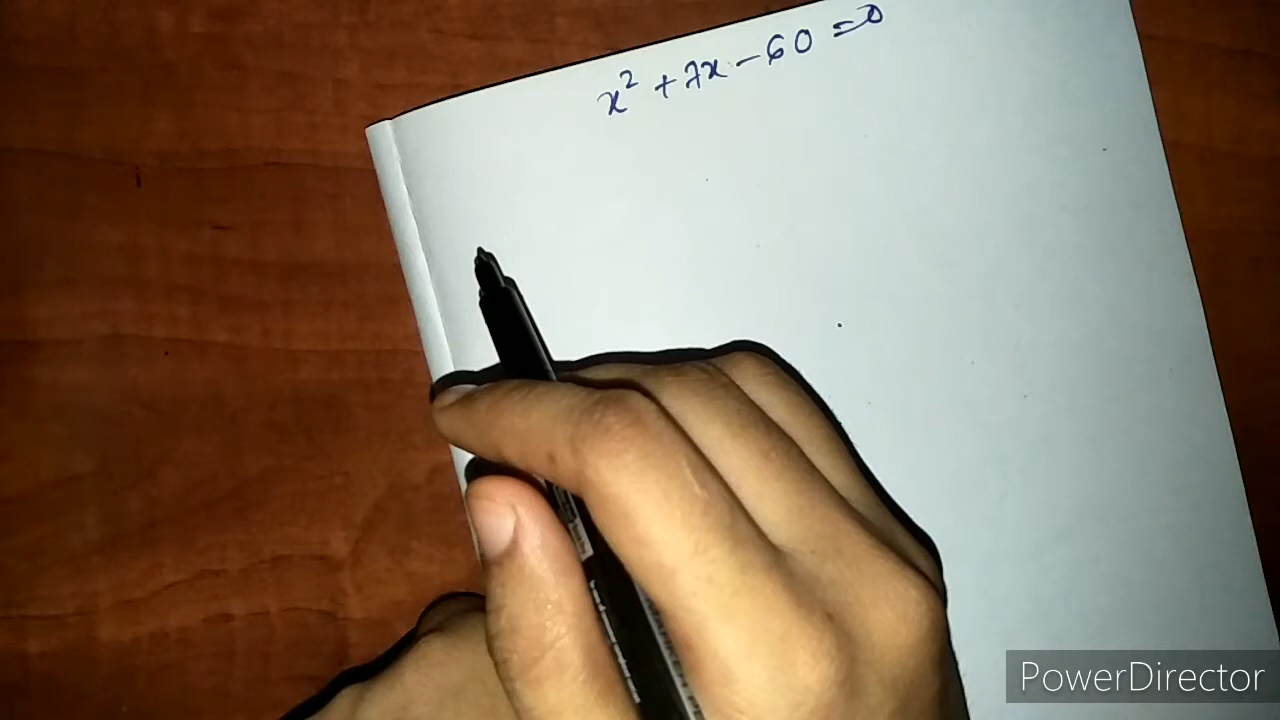 x² + 7x - 60 = 0
PowerDirector